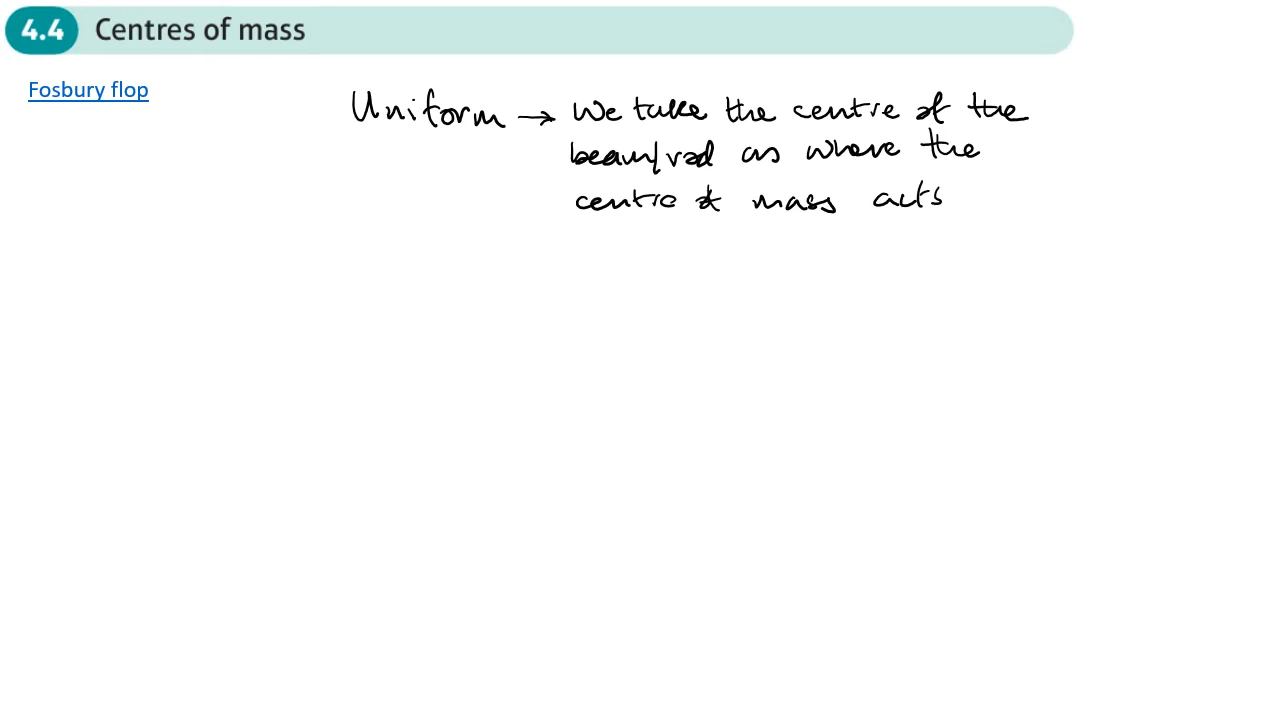 4.4 Centres of mass
Fosbury flop
Uniform → We take the centre of the
beam/rod as where the
centre of mass acts